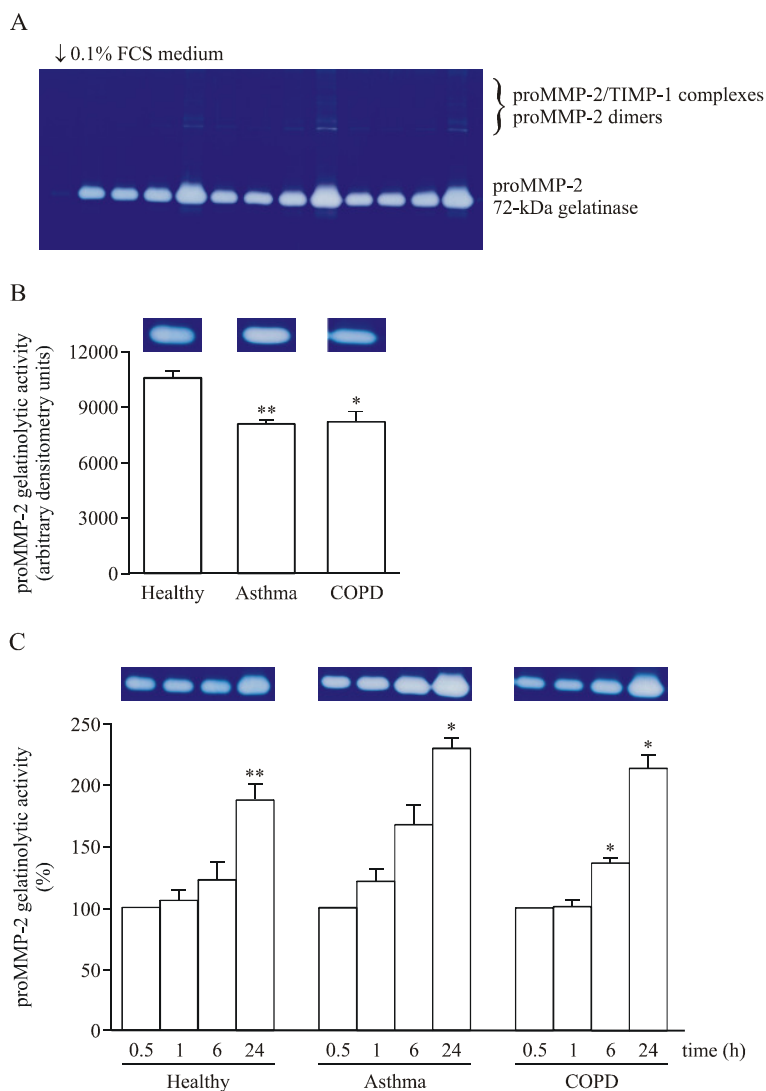 A
↓ 0.1% FCS medium
proMMP-2/TIMP-1 complexes
proMMP-2 dimers
proMMP-2
72-kDa gelatinase
B
proMMP-2 gelatinolytic activity
(arbitrary densitometry units)
12000
9000
6000
3000
0
** *
Healthy Asthma COPD
C
proMMP-2 gelatinolytic activity
(%)
250
200
150
100
50
0
** * * *
0.5 1 6 24 0.5 1 6 24 0.5 1 6 24 time (h)
Healthy Asthma COPD